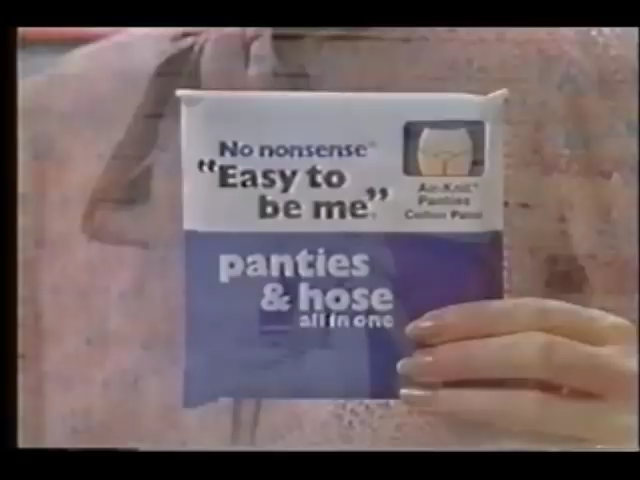 No nonsense®
"Easy to
be me"®
Air-Knit®
Panties
Cotton Panel
panties
& hose
all in one